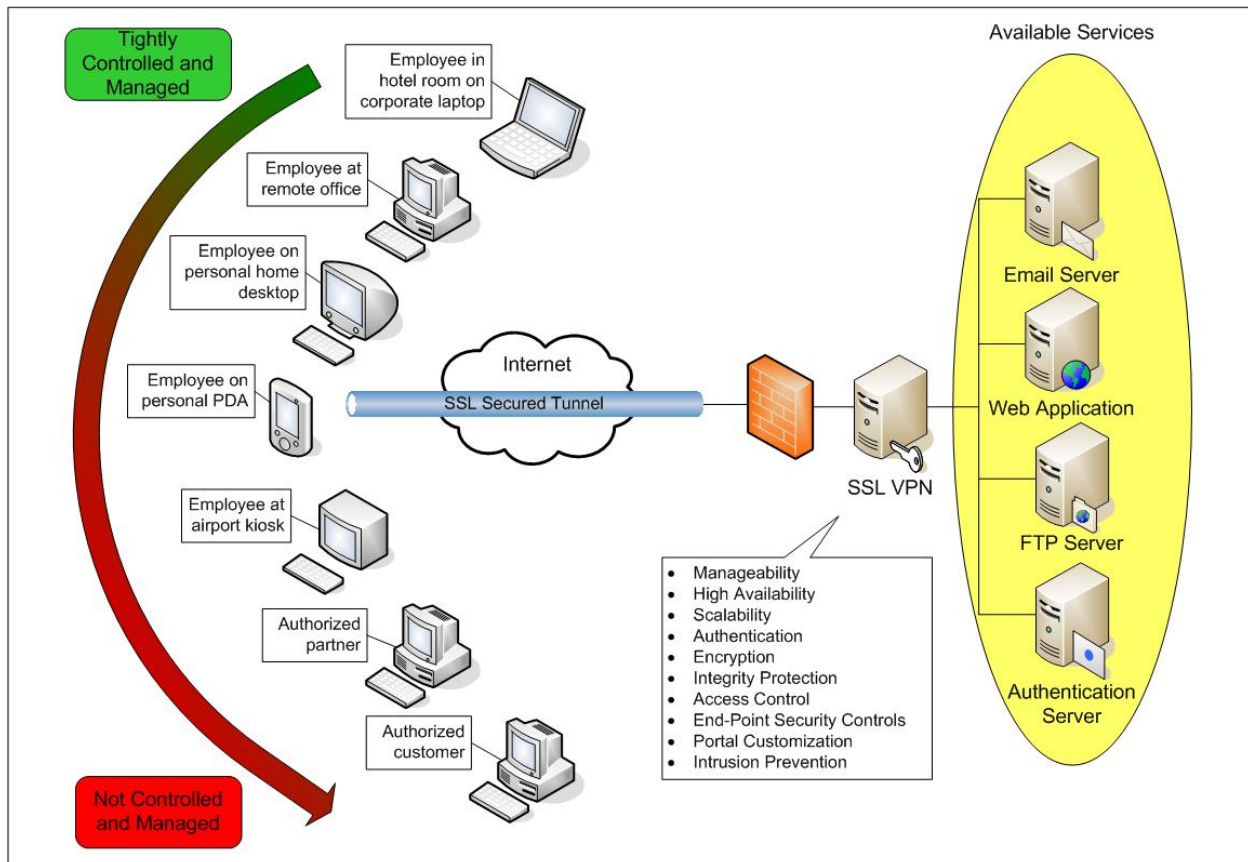 Tightly
Controlled and
Managed
Employee in
hotel room on
corporate laptop
Employee at
remote office
Employee on
personal home
desktop
Employee on
personal PDA
Employee at
airport kiosk
Authorized
partner
Authorized
customer
Not Controlled
and Managed
Internet
SSL Secured Tunnel
SSL VPN
• Manageability
• High Availability
• Scalability
• Authentication
• Encryption
• Integrity Protection
• Access Control
• End-Point Security Controls
• Portal Customization
• Intrusion Prevention
Available Services
Email Server
Web Application
FTP Server
Authentication
Server